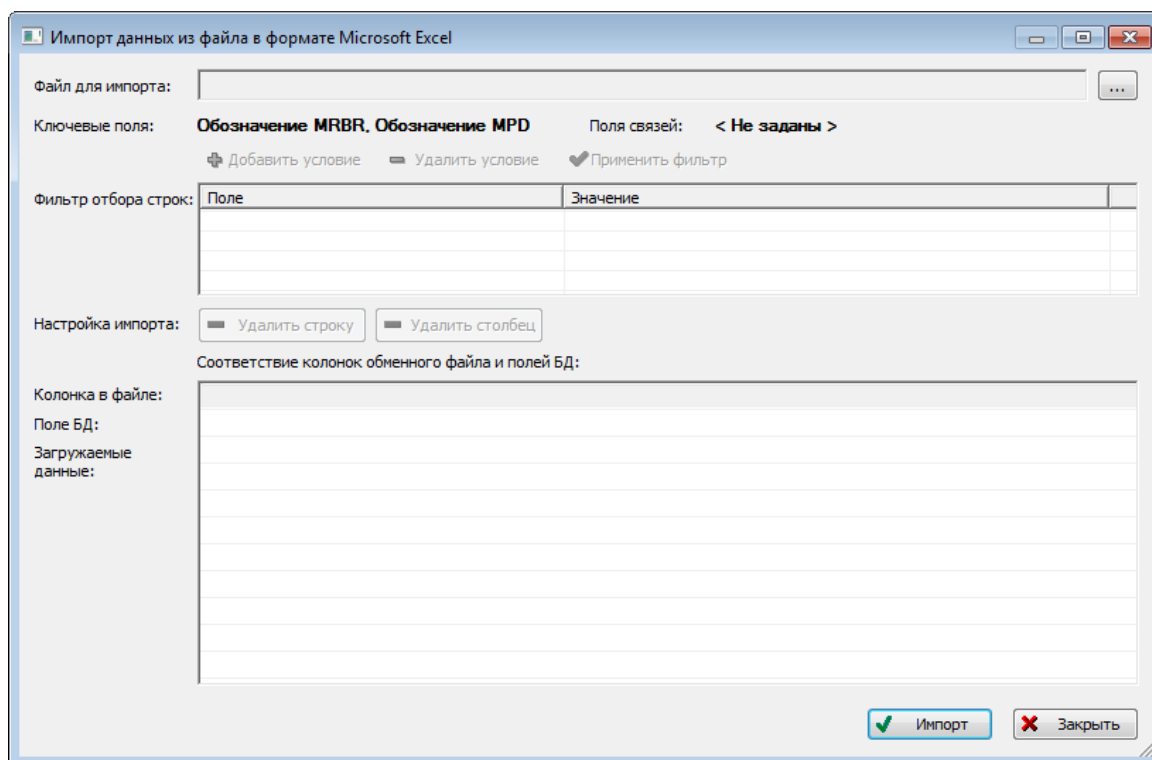 Импорт данных из файла в формате Microsoft Excel
Файл для импорта:
...
Ключевые поля: Обозначение MRBR, Обозначение MPD Поля связей: < Не заданы >
Добавить условие Удалить условие Применить фильтр
Фильтр отбора строк: Поле Значение
Настройка импорта: Удалить строку Удалить столбец
Соответствие колонок обменного файла и полей БД:
Колонка в файле:
Поле БД:
Загружаемые
данные:
Импорт Закрыть